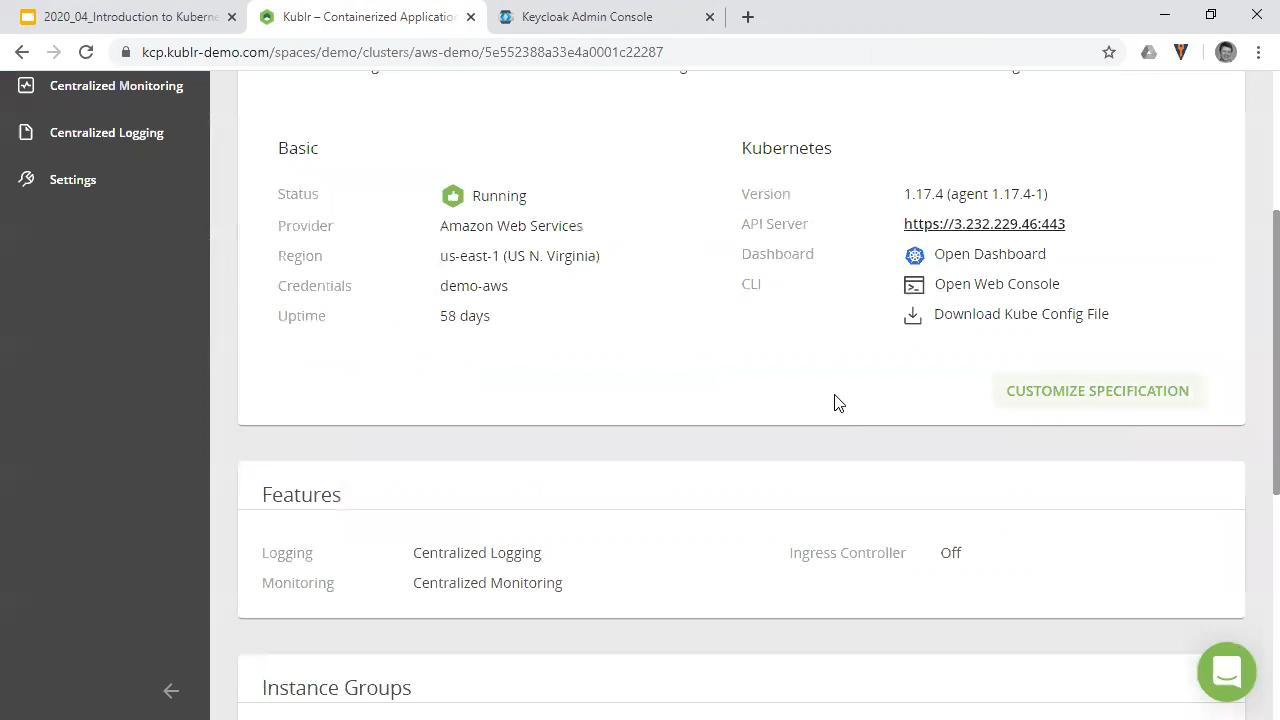 2020_04_Introduction to Kuberne
Kublr – Containerized Application
Keycloak Admin Console
kcp.kublr-demo.com/spaces/demo/clusters/aws-demo/5e552388a33e4a0001c22287
Centralized Monitoring
Centralized Logging
Settings
Basic
Status Running
Provider Amazon Web Services
Region us-east-1 (US N. Virginia)
Credentials demo-aws
Uptime 58 days
Kubernetes
Version 1.17.4 (agent 1.17.4-1)
API Server https://3.232.229.46:443
Dashboard Open Dashboard
CLI Open Web Console
Download Kube Config File
CUSTOMIZE SPECIFICATION
Features
Logging Centralized Logging Ingress Controller Off
Monitoring Centralized Monitoring
Instance Groups